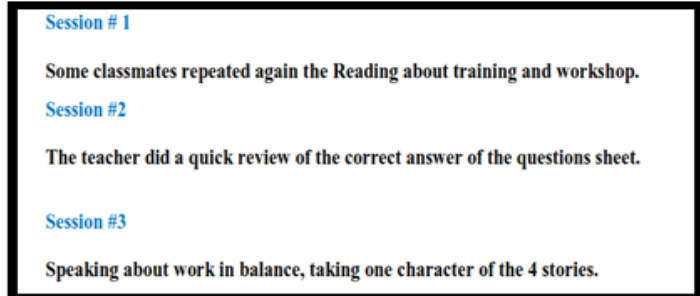 Session # 1
Some classmates repeated again the Reading about training and workshop.
Session #2
The teacher did a quick review of the correct answer of the questions sheet.
Session #3
Speaking about work in balance, taking one character of the 4 stories.